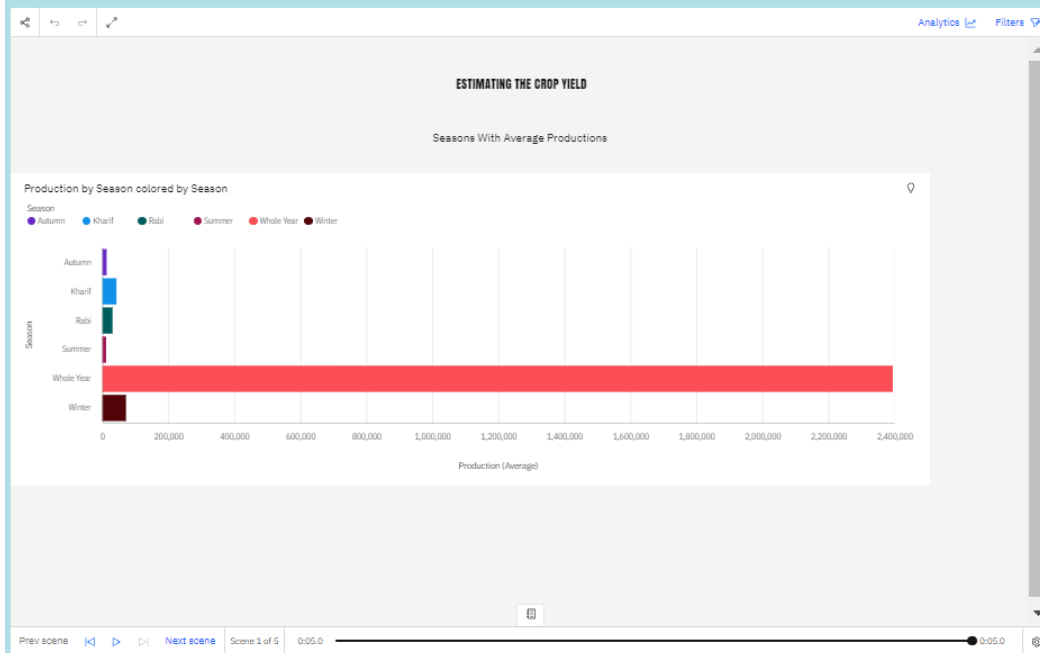 Analytics Filters
ESTIMATING THE CROP YIELD
Seasons With Average Productions
Production by Season colored by Season
Season
Autumn Kharif Rabi Summer Whole Year Winter
Season
Autumn
Kharif
Rabi
Summer
Whole Year
Winter
0 200,000 400,000 600,000 800,000 1,000,000 1,200,000 1,400,000 1,600,000 1,800,000 2,000,000 2,200,000 2,400,000
Production (Average)
Prev scene Next scene Scene 1 of 5 0:05.0 0:05.0